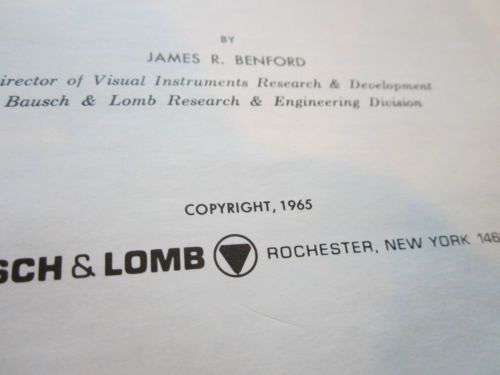 BY
JAMES R. BENFORD
irector of Visual Instruments Research & Development
Bausch & Lomb Research & Engineering Division
COPYRIGHT, 1965
SCH & LOMB ROCHESTER, NEW YORK 146